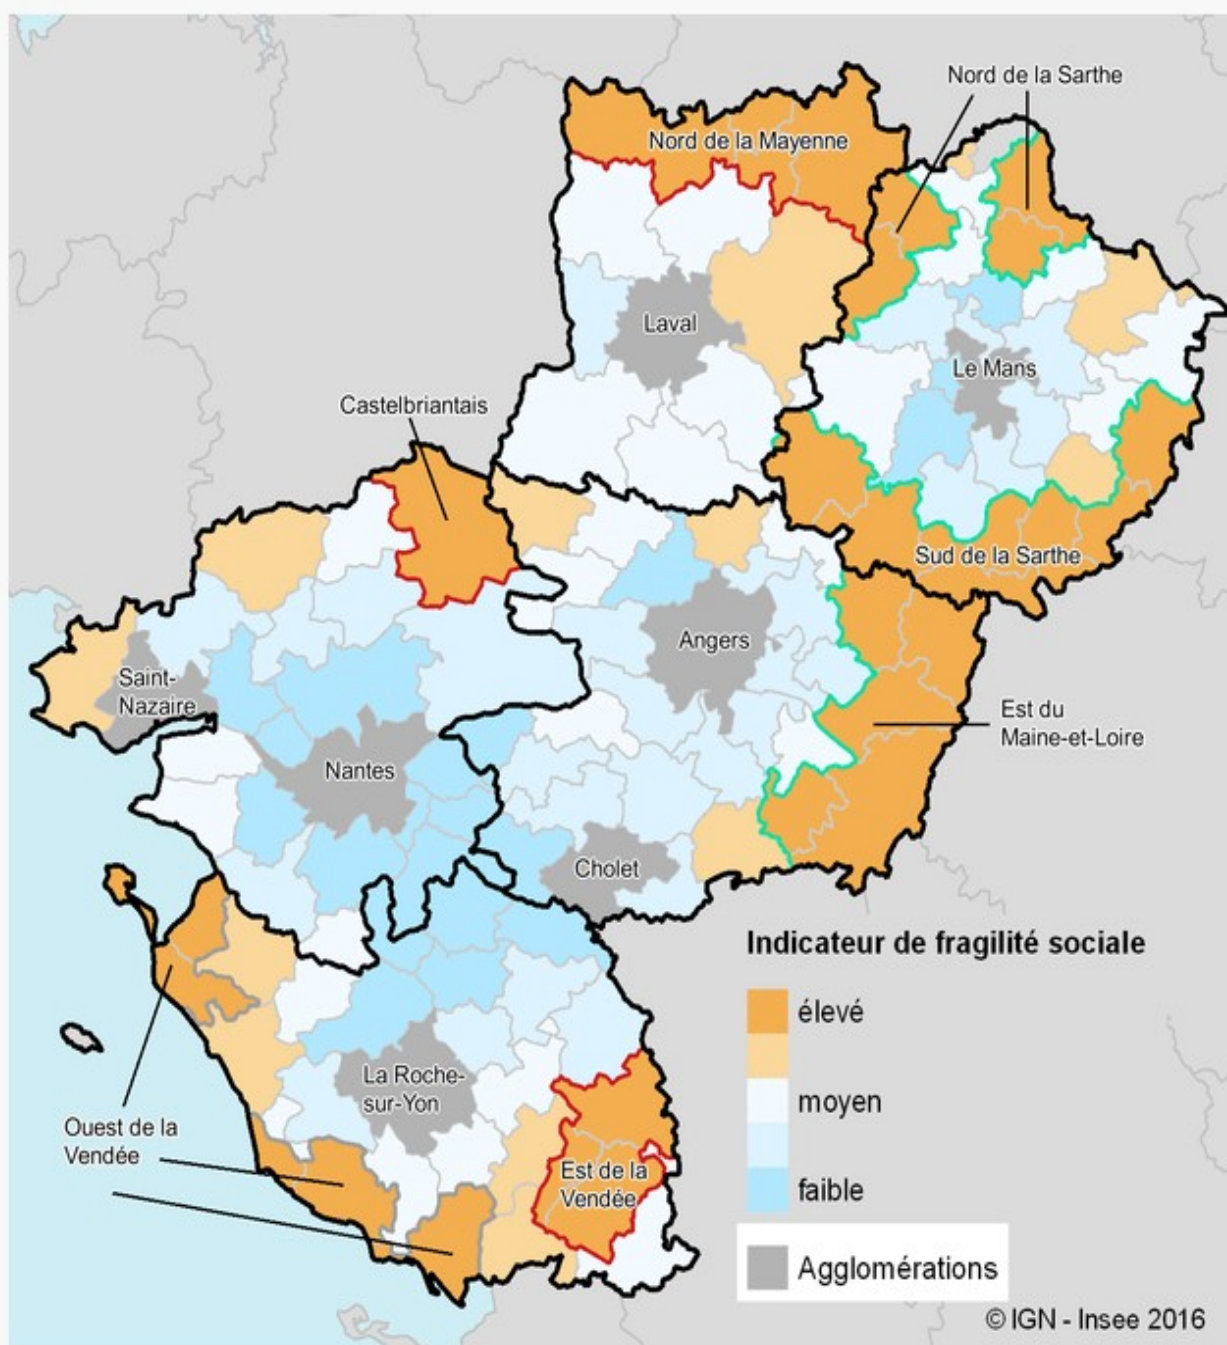 Nord de la Sarthe
Nord de la Mayenne
Laval
Le Mans
Castelbriantais
Sud de la Sarthe
Angers
Saint-
Nazaire
Est du
Maine-et-Loire
Nantes
Cholet
Indicateur de fragilité sociale
élevé
La Roche-
sur-Yon
moyen
Ouest de la
Vendée
Est de la
Vendée
faible
Agglomérations
© IGN - Insee 2016